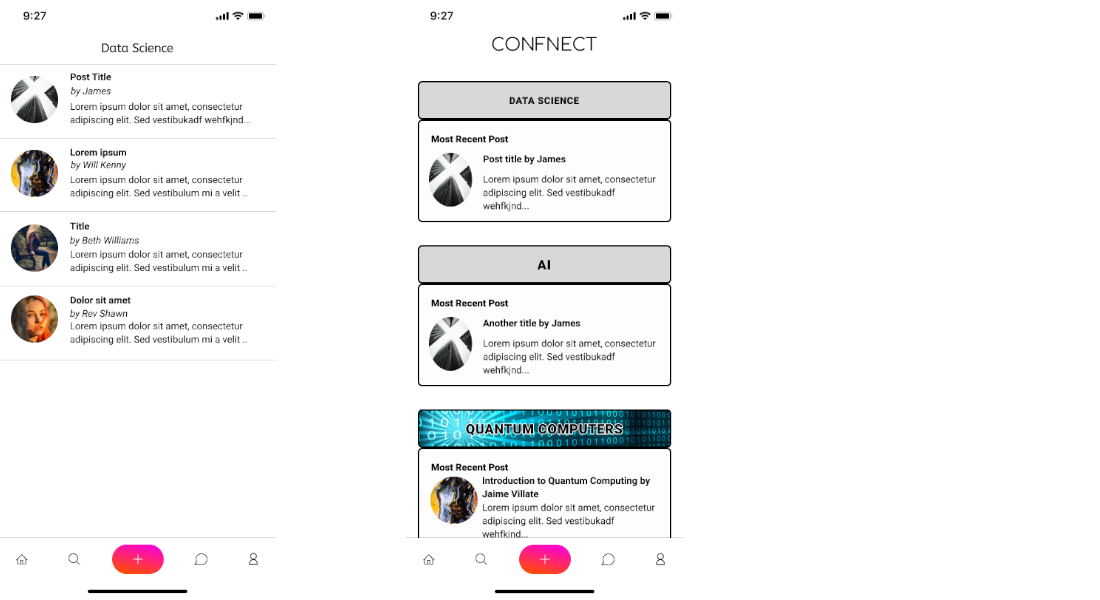 9:27
Data Science
Post Title
by James
Lorem ipsum dolor sit amet, consectetur
adipiscing elit. Sed vestibukadf wehfkjnd...
Lorem ipsum
by Will Kenny
Lorem ipsum dolor sit amet, consectetur
adipiscing elit. Sed vestibulum mi a velit ..
Title
by Beth Williams
Lorem ipsum dolor sit amet, consectetur
adipiscing elit. Sed vestibulum mi a velit ..
Dolor sit amet
by Rev Shawn
Lorem ipsum dolor sit amet, consectetur
adipiscing elit. Sed vestibulum mi a velit ..
9:27
CONFNECT
DATA SCIENCE
Most Recent Post
Post title by James
Lorem ipsum dolor sit amet, consectetur
adipiscing elit. Sed vestibukadf
wehfkjnd...
AI
Most Recent Post
Another title by James
Lorem ipsum dolor sit amet, consectetur
adipiscing elit. Sed vestibukadf
wehfkjnd...
QUANTUM COMPUTERS
Most Recent Post
Introduction to Quantum Computing by
Jaime Villate
Lorem ipsum dolor sit amet, consectetur
adipiscing elit. Sed vestibukadf
wehfkjnd...